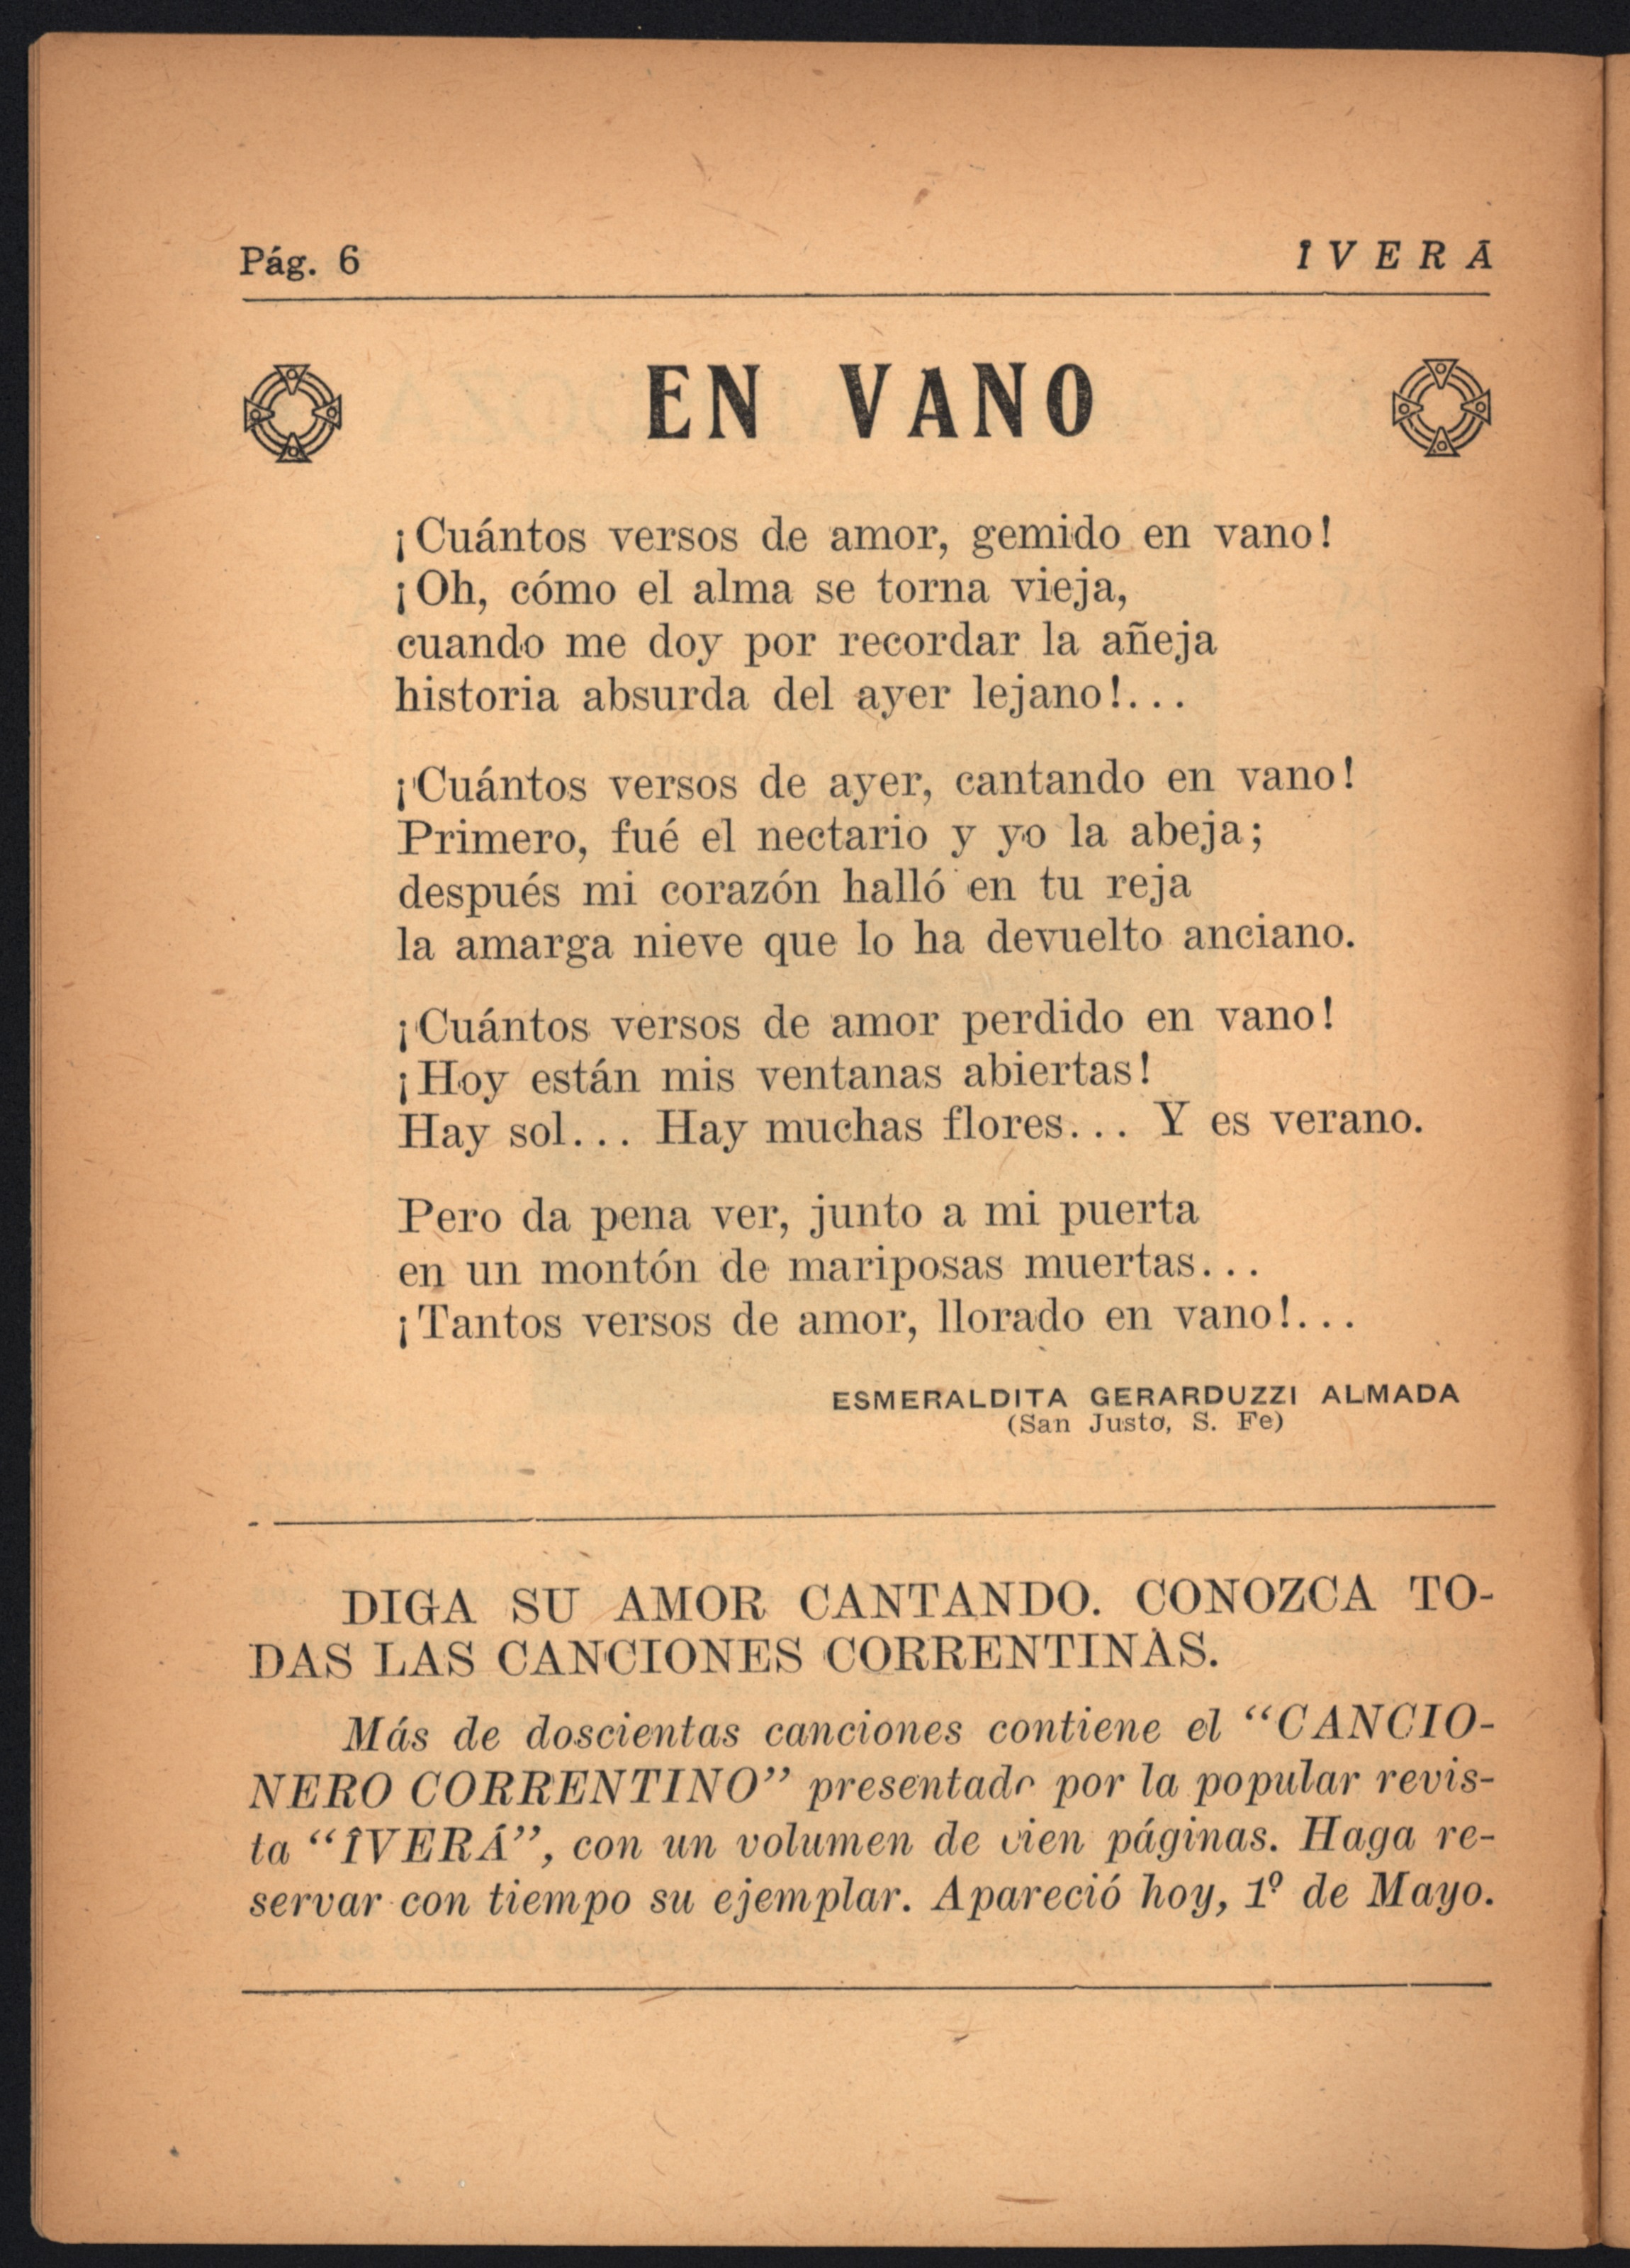 Pág. 6
ÎVERÁ
EN VANO
¡Cuántos versos de amor, gemido en vano!
¡Oh, cómo el alma se torna vieja,
cuando me doy por recordar la añeja
historia absurda del ayer lejano!...
¡Cuántos versos de ayer, cantando en vano!
Primero, fué el nectario y yo la abeja;
después mi corazón halló en tu reja
la amarga nieve que lo ha devuelto anciano.
¡Cuántos versos de amor perdido en vano!
¡Hoy están mis ventanas abiertas!
Hay sol... Hay muchas flores... Y es verano.
Pero da pena ver, junto a mi puerta
en un montón de mariposas muertas...
¡Tantos versos de amor, llorado en vano!...
ESMERALDITA GERARDUZZI ALMADA
(San Justo, S. Fe)
DIGA SU AMOR CANTANDO. CONOZCA TO-
DAS LAS CANCIONES CORRENTINAS.
Más de doscientas canciones contiene el "CANCIO-
NERO CORRENTINO" presentado por la popular revis-
ta "ÎVERÁ", con un volumen de cien páginas. Haga re-
servar con tiempo su ejemplar. Apareció hoy, 1º de Mayo.